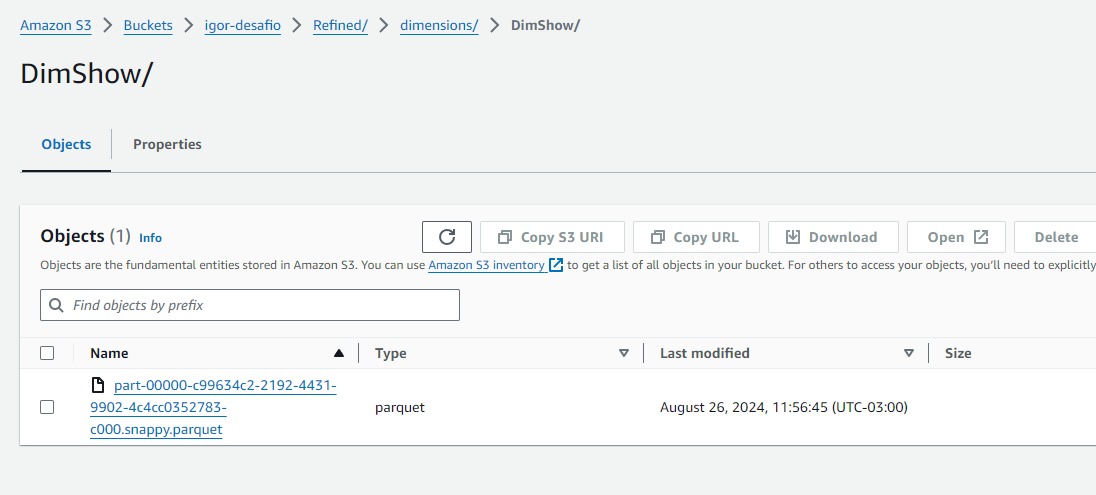 Amazon S3 > Buckets > igor-desafio > Refined/ > dimensions/ > DimShow/
DimShow/
Objects Properties
Objects (1) Info Copy S3 URI Copy URL Download Open Delete
Objects are the fundamental entities stored in Amazon S3. You can use Amazon S3 inventory to get a list of all objects in your bucket. For others to access your objects, you'll need to explicitly
Find objects by prefix
Name Type Last modified Size
part-00000-c99634c2-2192-4431-
9902-4c4cc0352783- parquet August 26, 2024, 11:56:45 (UTC-03:00)
c000.snappy.parquet